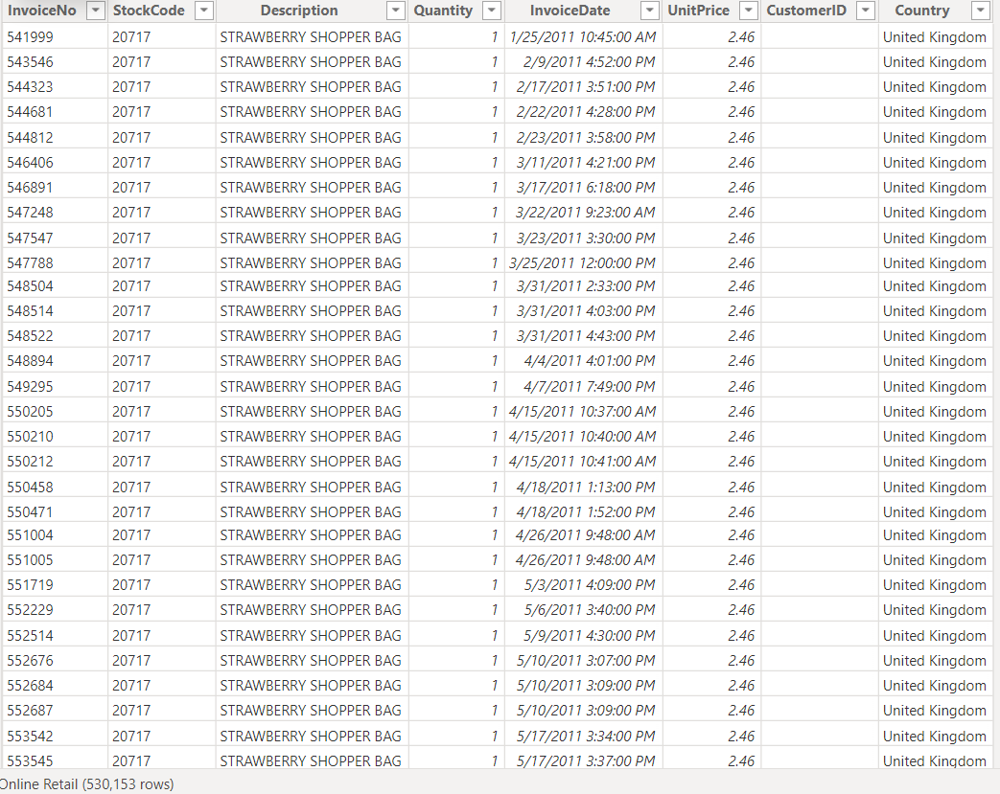 InvoiceNo StockCode Description Quantity InvoiceDate UnitPrice CustomerID Country
541999 20717 STRAWBERRY SHOPPER BAG 1 1/25/2011 10:45:00 AM 2.46 United Kingdom
543546 20717 STRAWBERRY SHOPPER BAG 1 2/9/2011 4:52:00 PM 2.46 United Kingdom
544323 20717 STRAWBERRY SHOPPER BAG 1 2/17/2011 3:51:00 PM 2.46 United Kingdom
544681 20717 STRAWBERRY SHOPPER BAG 1 2/22/2011 4:28:00 PM 2.46 United Kingdom
544812 20717 STRAWBERRY SHOPPER BAG 1 2/23/2011 3:58:00 PM 2.46 United Kingdom
546406 20717 STRAWBERRY SHOPPER BAG 1 3/11/2011 4:21:00 PM 2.46 United Kingdom
546891 20717 STRAWBERRY SHOPPER BAG 1 3/17/2011 6:18:00 PM 2.46 United Kingdom
547248 20717 STRAWBERRY SHOPPER BAG 1 3/22/2011 9:23:00 AM 2.46 United Kingdom
547547 20717 STRAWBERRY SHOPPER BAG 1 3/23/2011 3:30:00 PM 2.46 United Kingdom
547788 20717 STRAWBERRY SHOPPER BAG 1 3/25/2011 12:00:00 PM 2.46 United Kingdom
548504 20717 STRAWBERRY SHOPPER BAG 1 3/31/2011 2:33:00 PM 2.46 United Kingdom
548514 20717 STRAWBERRY SHOPPER BAG 1 3/31/2011 4:03:00 PM 2.46 United Kingdom
548522 20717 STRAWBERRY SHOPPER BAG 1 3/31/2011 4:43:00 PM 2.46 United Kingdom
548894 20717 STRAWBERRY SHOPPER BAG 1 4/4/2011 4:01:00 PM 2.46 United Kingdom
549295 20717 STRAWBERRY SHOPPER BAG 1 4/7/2011 7:49:00 PM 2.46 United Kingdom
550205 20717 STRAWBERRY SHOPPER BAG 1 4/15/2011 10:37:00 AM 2.46 United Kingdom
550210 20717 STRAWBERRY SHOPPER BAG 1 4/15/2011 10:40:00 AM 2.46 United Kingdom
550212 20717 STRAWBERRY SHOPPER BAG 1 4/15/2011 10:41:00 AM 2.46 United Kingdom
550458 20717 STRAWBERRY SHOPPER BAG 1 4/18/2011 1:13:00 PM 2.46 United Kingdom
550471 20717 STRAWBERRY SHOPPER BAG 1 4/18/2011 1:52:00 PM 2.46 United Kingdom
551004 20717 STRAWBERRY SHOPPER BAG 1 4/26/2011 9:48:00 AM 2.46 United Kingdom
551005 20717 STRAWBERRY SHOPPER BAG 1 4/26/2011 9:48:00 AM 2.46 United Kingdom
551719 20717 STRAWBERRY SHOPPER BAG 1 5/3/2011 4:09:00 PM 2.46 United Kingdom
552229 20717 STRAWBERRY SHOPPER BAG 1 5/6/2011 3:40:00 PM 2.46 United Kingdom
552514 20717 STRAWBERRY SHOPPER BAG 1 5/9/2011 4:30:00 PM 2.46 United Kingdom
552676 20717 STRAWBERRY SHOPPER BAG 1 5/10/2011 3:07:00 PM 2.46 United Kingdom
552684 20717 STRAWBERRY SHOPPER BAG 1 5/10/2011 3:09:00 PM 2.46 United Kingdom
552687 20717 STRAWBERRY SHOPPER BAG 1 5/10/2011 3:09:00 PM 2.46 United Kingdom
553542 20717 STRAWBERRY SHOPPER BAG 1 5/17/2011 3:34:00 PM 2.46 United Kingdom
553545 20717 STRAWBERRY SHOPPER BAG 1 5/17/2011 3:37:00 PM 2.46 United Kingdom
Online Retail (530,153 rows)